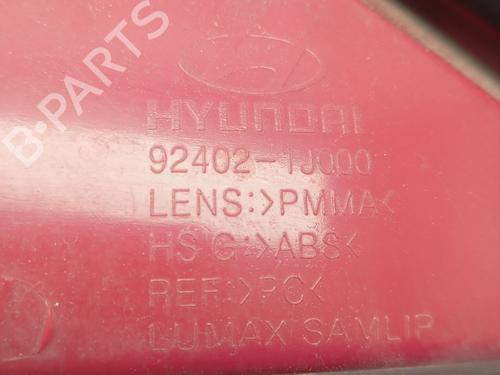 B-PARTS
HYUNDAI
92402-1J000
LENS:>PMMA<
HS G:>ABS<
REF:>PC<
LUMAX SAMLIP